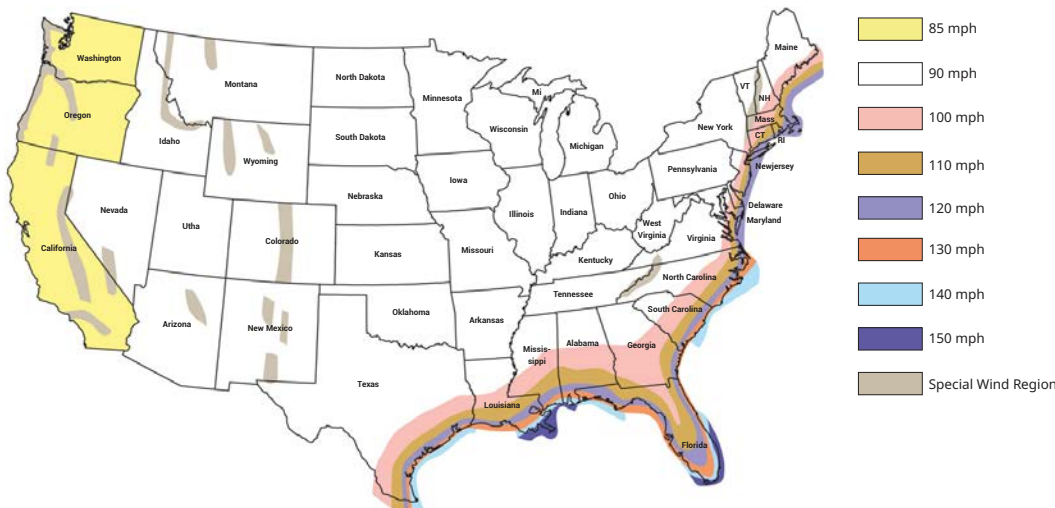 Washington
Montana
North Dakota
Minnesota
Maine
VT
NH
Mi
Oregon
Idaho
Wyoming
South Dakota
Wisconsin
Michigan
New York
Mass
CT
RI
Nebraska
Iowa
Pennsylvania
Newjersey
Nevada
Utha
Colorado
Kansas
Missouri
Illinois
Indiana
Ohio
West
Virginia
Virginia
Delaware
Maryland
California
Kentucky
Arizona
New Mexico
Oklahoma
Arkansas
Tennessee
North Carolina
South Carolina
Texas
Louisiana
Missis-
sippi
Alabama
Georgia
Florida
85 mph
90 mph
100 mph
110 mph
120 mph
130 mph
140 mph
150 mph
Special Wind Region